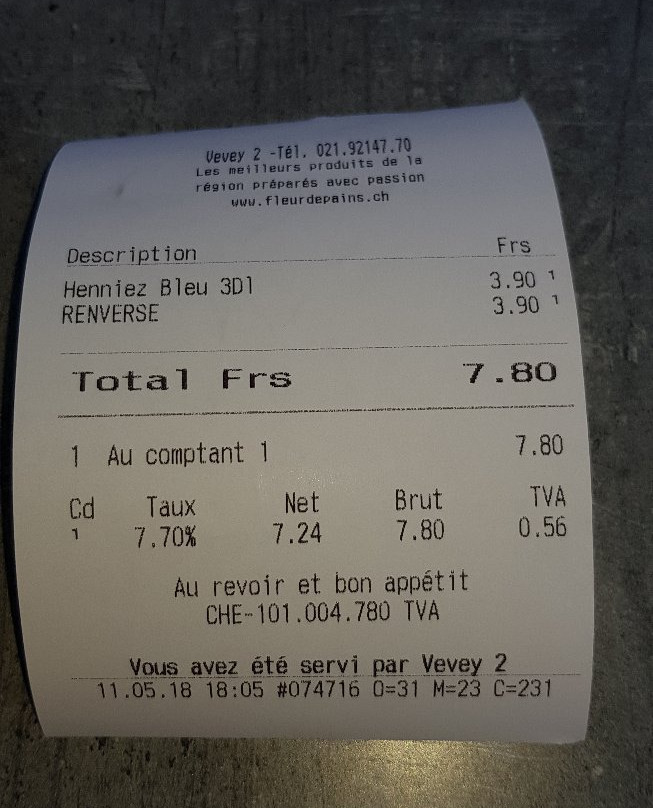 Vevey 2 -Tél. 021.92147.70
Les meilleurs produits de la
région préparés avec passion
www.fleurdepains.ch
Description Frs
Henniez Bleu 3Dl 3.90 ¹
RENVERSE 3.90 ¹
Total Frs 7.80
1 Au comptant 1 7.80
Cd Taux Net Brut TVA
¹ 7.70% 7.24 7.80 0.56
Au revoir et bon appétit
CHE-101.004.780 TVA
Vous avez été servi par Vevey 2
11.05.18 18:05 #074716 O=31 M=23 C=231